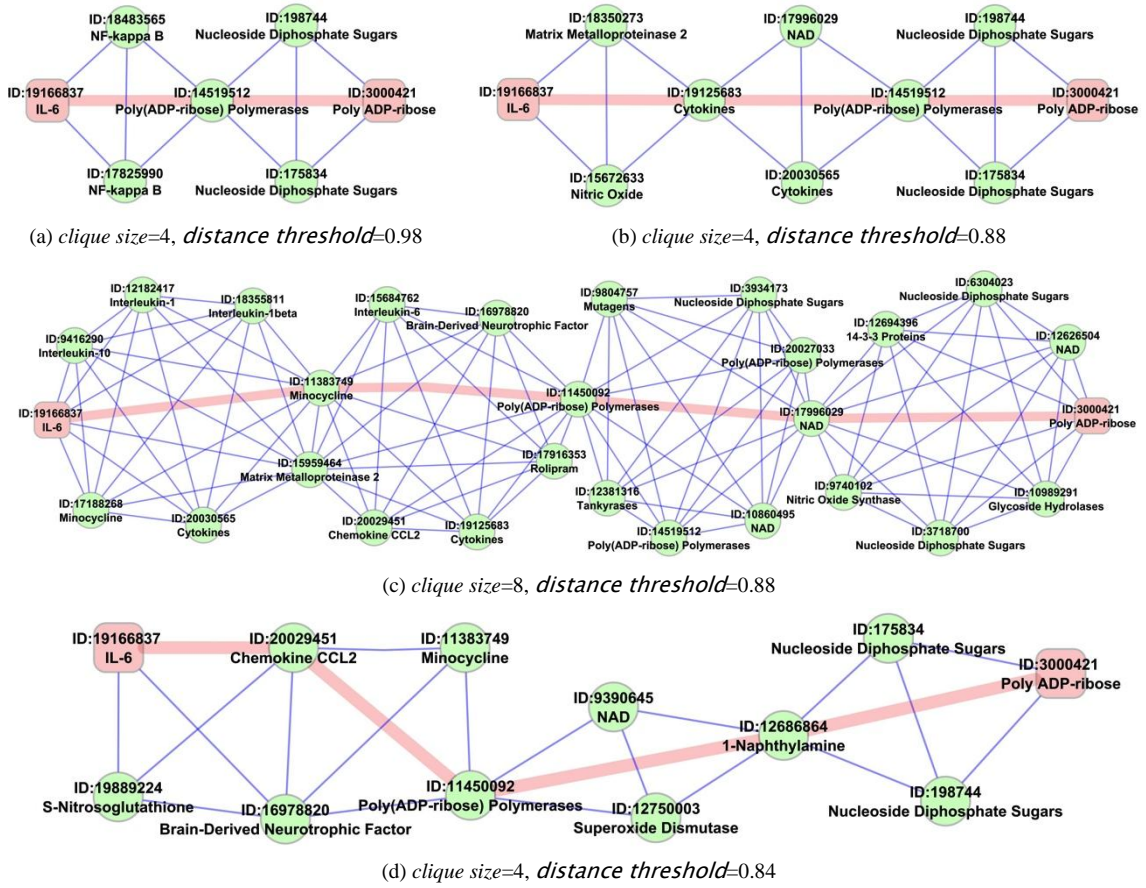 ID:18483565
NF-kappa B
ID:198744
Nucleoside Diphosphate Sugars
ID:19166837
IL-6
ID:14519512
Poly(ADP-ribose) Polymerases
ID:3000421
Poly ADP-ribose
ID:17825990
NF-kappa B
ID:175834
Nucleoside Diphosphate Sugars
(a) clique size=4, distance threshold=0.98
ID:18350273
Matrix Metalloproteinase 2
ID:17996029
NAD
ID:198744
Nucleoside Diphosphate Sugars
ID:19166837
IL-6
ID:19125683
Cytokines
ID:14519512
Poly(ADP-ribose) Polymerases
ID:3000421
Poly ADP-ribose
ID:15672633
Nitric Oxide
ID:20030565
Cytokines
ID:175834
Nucleoside Diphosphate Sugars
(b) clique size=4, distance threshold=0.88
ID:12182417
Interleukin-1
ID:18355811
Interleukin-1beta
ID:9416290
Interleukin-10
ID:19166837
IL-6
ID:11383749
Minocycline
ID:15959464
Matrix Metalloproteinase 2
ID:17188268
Minocycline
ID:20030565
Cytokines
ID:15684762
Interleukin-6
ID:16978820
Brain-Derived Neurotrophic Factor
ID:11450092
Poly(ADP-ribose) Polymerases
ID:17916353
Rolipram
ID:20029451
Chemokine CCL2
ID:19125683
Cytokines
ID:9804757
Mutagens
ID:3934173
Nucleoside Diphosphate Sugars
ID:20027033
Poly(ADP-ribose) Polymerases
ID:17996029
NAD
ID:12381316
Tankyrases
ID:10860495
NAD
ID:14519512
Poly(ADP-ribose) Polymerases
ID:6304023
Nucleoside Diphosphate Sugars
ID:12694396
14-3-3 Proteins
ID:12626504
NAD
ID:3000421
Poly ADP-ribose
ID:9740102
Nitric Oxide Synthase
ID:10989291
Glycoside Hydrolases
ID:3718700
Nucleoside Diphosphate Sugars
(c) clique size=8, distance threshold=0.88
ID:19166837
IL-6
ID:20029451
Chemokine CCL2
ID:11383749
Minocycline
ID:175834
Nucleoside Diphosphate Sugars
ID:3000421
Poly ADP-ribose
ID:9390645
NAD
ID:12686864
1-Naphthylamine
ID:19889224
S-Nitrosoglutathione
ID:16978820
Brain-Derived Neurotrophic Factor
ID:11450092
Poly(ADP-ribose) Polymerases
ID:12750003
Superoxide Dismutase
ID:198744
Nucleoside Diphosphate Sugars
(d) clique size=4, distance threshold=0.84